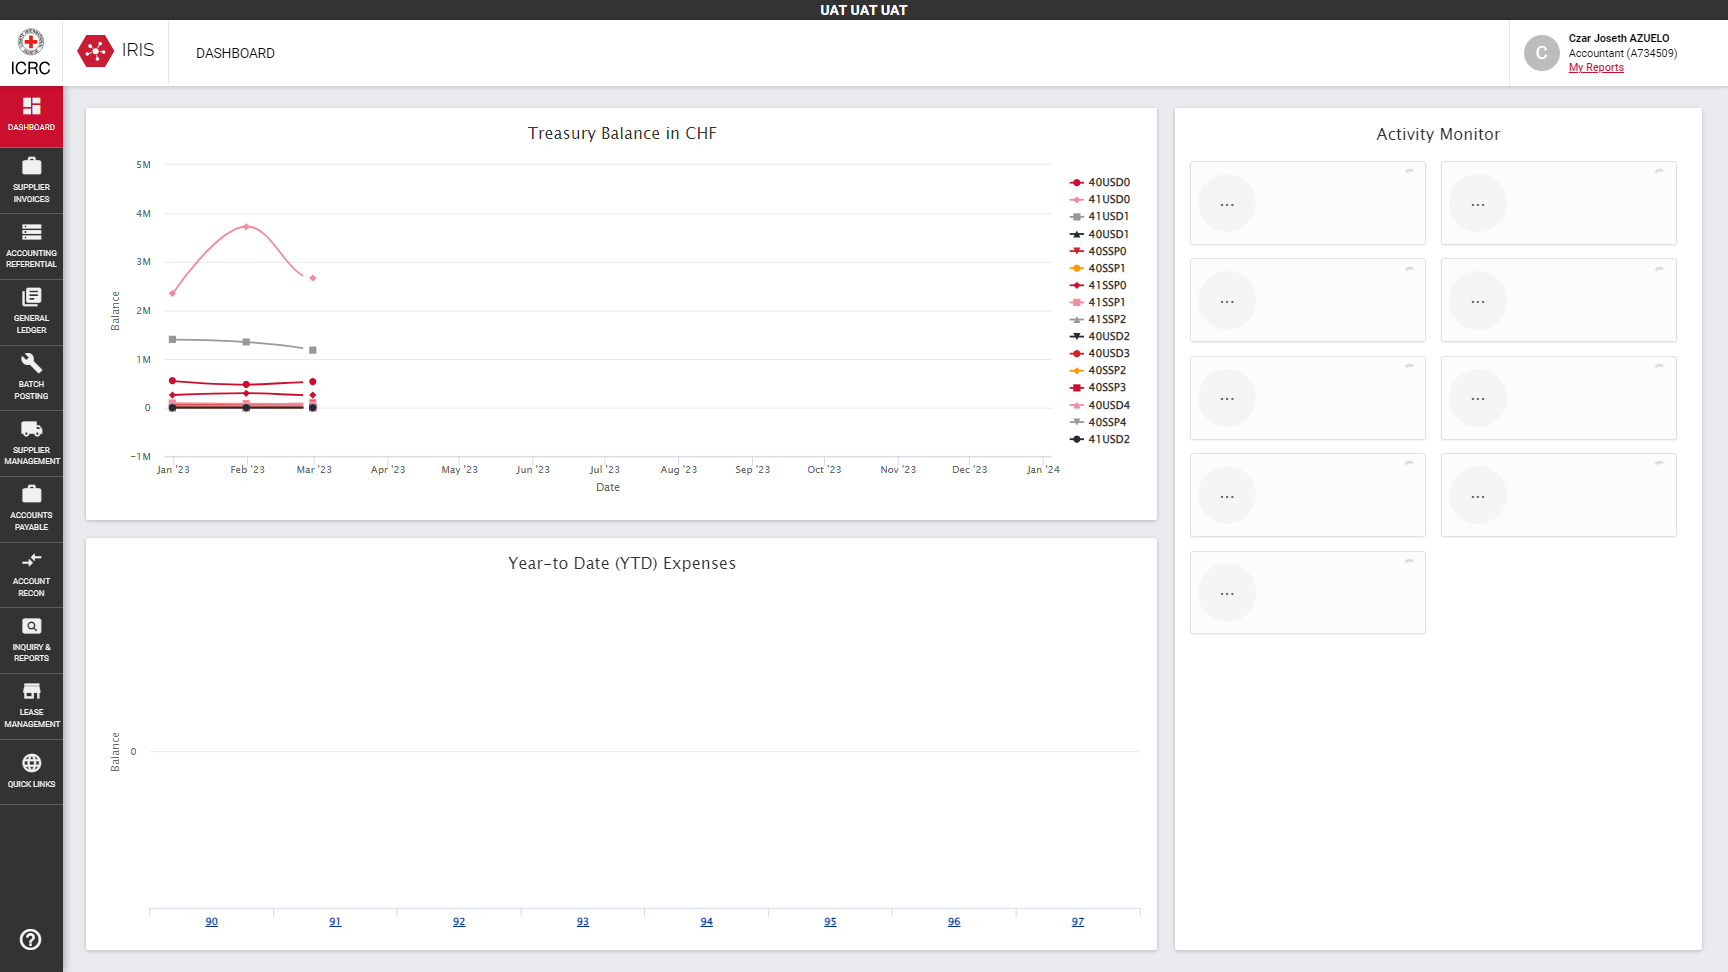 UAT UAT UAT
ICRC
IRIS
DASHBOARD
C
Czar Joseth AZUELO
Accountant (A734509)
My Reports
DASHBOARD
SUPPLIER
INVOICES
ACCOUNTING
REFERENTIAL
GENERAL
LEDGER
BATCH
POSTING
SUPPLIER
MANAGEMENT
ACCOUNTS
PAYABLE
ACCOUNT
RECON
INQUIRY &
REPORTS
LEASE
MANAGEMENT
QUICK LINKS
Treasury Balance in CHF
5M
4M
3M
2M
1M
0
-1M
Balance
Jan '23 Feb '23 Mar '23 Apr '23 May '23 Jun '23 Jul '23 Aug '23 Sep '23 Oct '23 Nov '23 Dec '23 Jan '24
Date
40USD0
41USD0
41USD1
40USD1
40SSP0
40SSP1
41SSP0
41SSP1
41SSP2
40USD2
40USD3
40SSP2
40SSP3
40USD4
40SSP4
41USD2
Year-to Date (YTD) Expenses
Balance
0
90 91 92 93 94 95 96 97
Activity Monitor
... ...
... ...
... ...
... ...
...